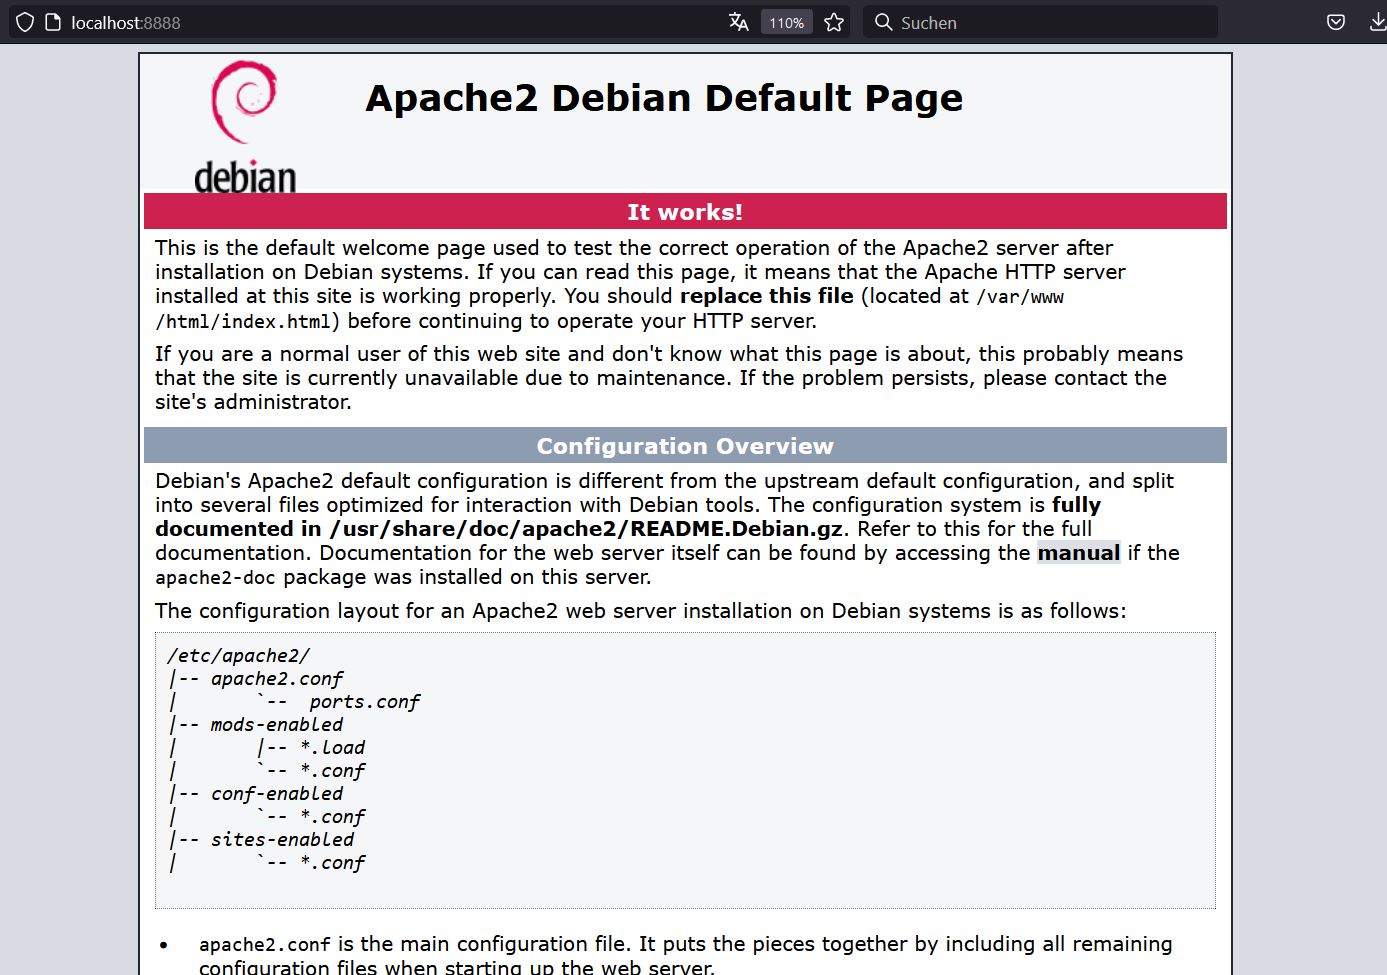 localhost:8888
110%
Suchen
debian
Apache2 Debian Default Page
It works!
This is the default welcome page used to test the correct operation of the Apache2 server after
installation on Debian systems. If you can read this page, it means that the Apache HTTP server
installed at this site is working properly. You should replace this file (located at /var/www
/html/index.html) before continuing to operate your HTTP server.
If you are a normal user of this web site and don't know what this page is about, this probably means
that the site is currently unavailable due to maintenance. If the problem persists, please contact the
site's administrator.
Configuration Overview
Debian's Apache2 default configuration is different from the upstream default configuration, and split
into several files optimized for interaction with Debian tools. The configuration system is fully
documented in /usr/share/doc/apache2/README.Debian.gz. Refer to this for the full
documentation. Documentation for the web server itself can be found by accessing the manual if the
apache2-doc package was installed on this server.
The configuration layout for an Apache2 web server installation on Debian systems is as follows:
/etc/apache2/
|-- apache2.conf
|       `--  ports.conf
|-- mods-enabled
|       |-- *.load
|       `-- *.conf
|-- conf-enabled
|       `-- *.conf
|-- sites-enabled
|       `-- *.conf
• apache2.conf is the main configuration file. It puts the pieces together by including all remaining
configuration files when starting up the web server.